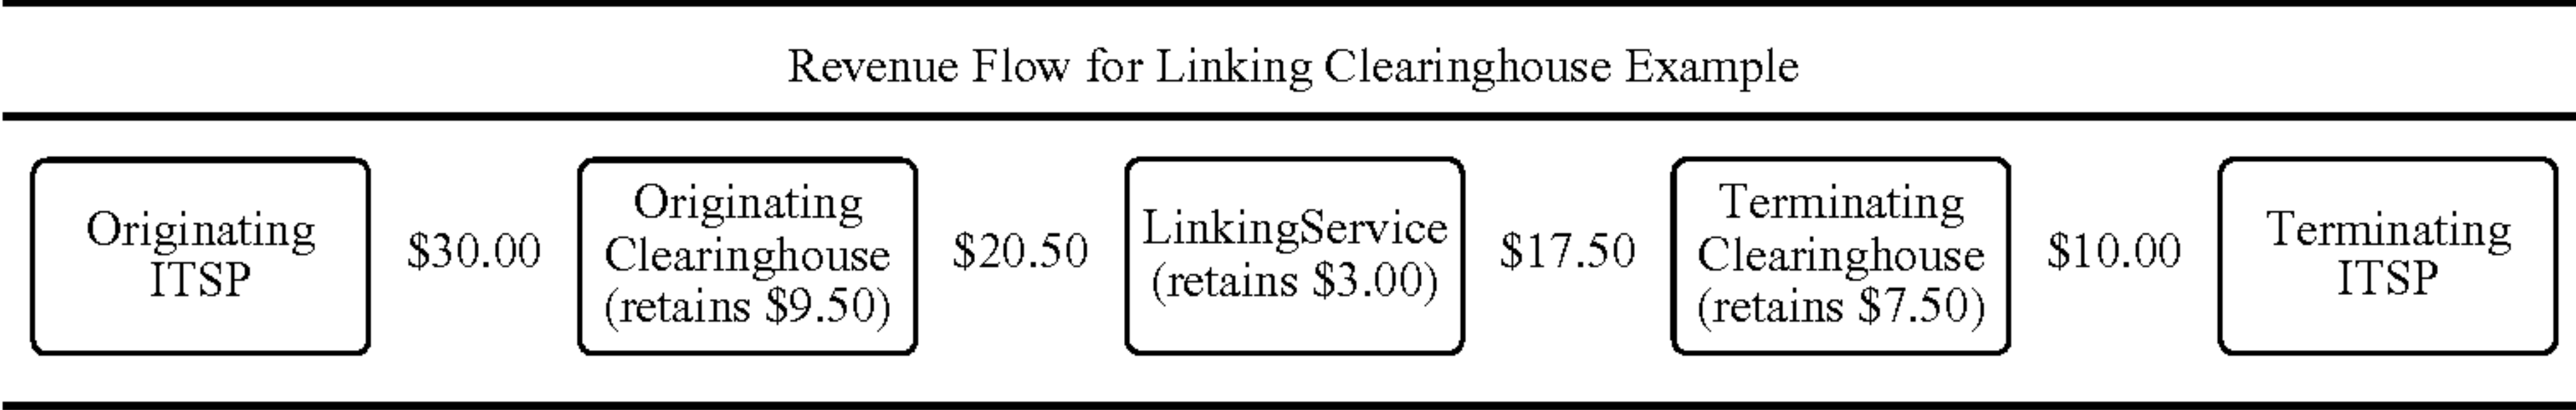 Revenue Flow for Linking Clearinghouse Example
Originating
ITSP
$30.00
Originating
Clearinghouse
(retains $9.50)
$20.50
LinkingService
(retains $3.00)
$17.50
Terminating
Clearinghouse
(retains $7.50)
$10.00
Terminating
ITSP